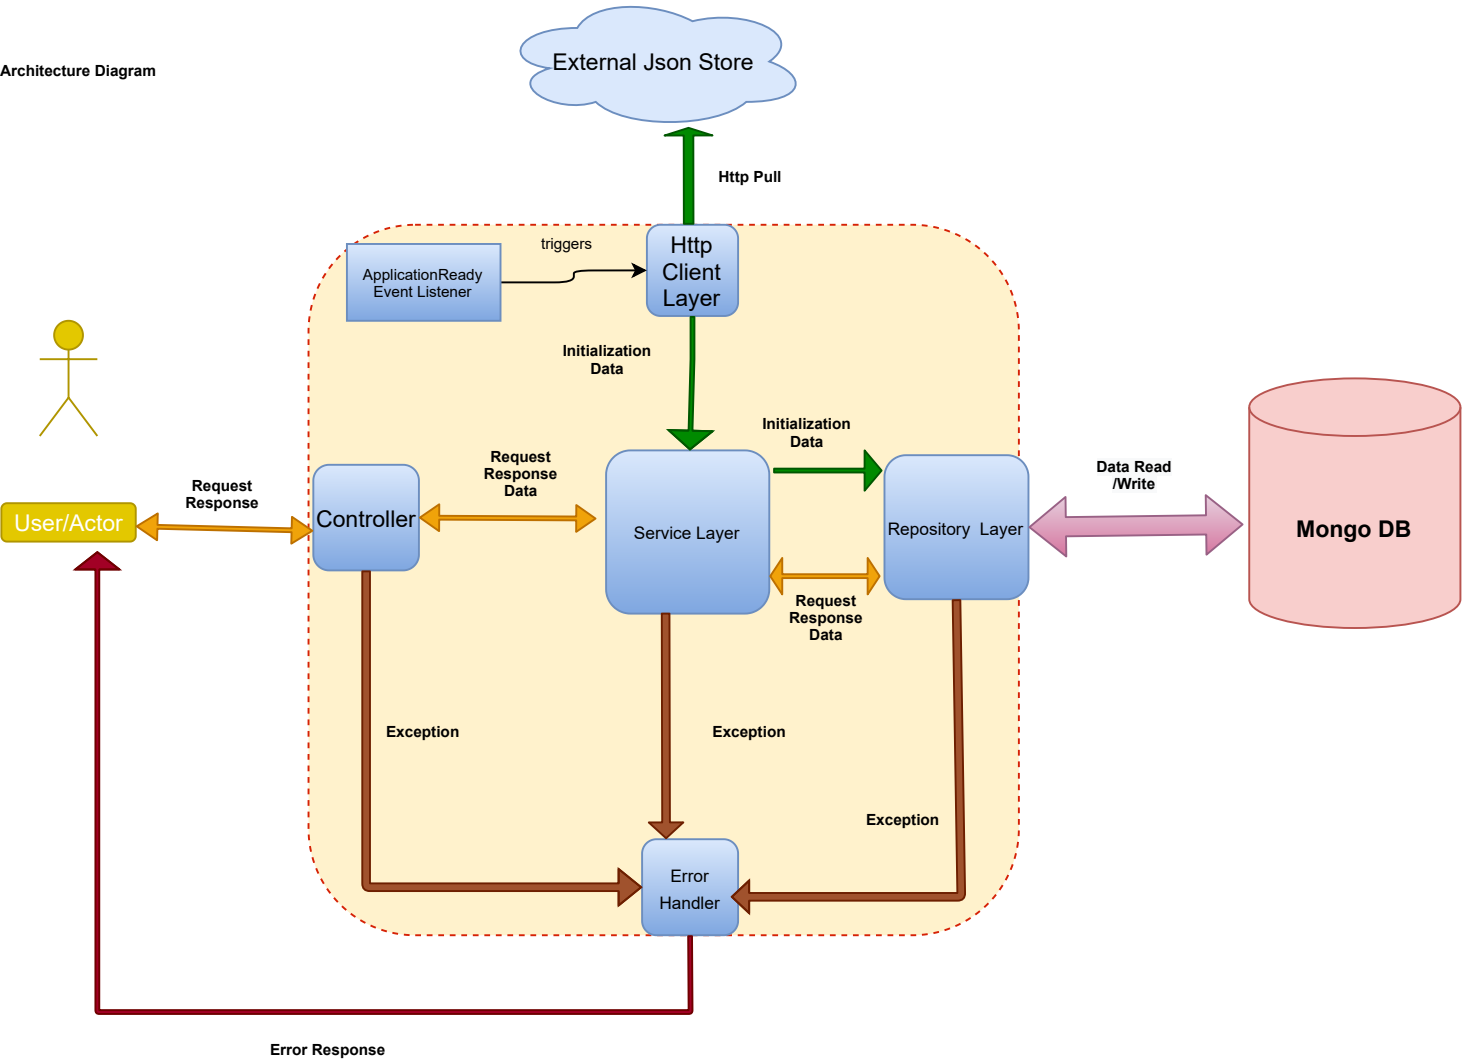 External Json Store
Architecture Diagram
Http Pull
triggers
Http
Client
Layer
ApplicationReady
Event Listener
Initialization
Data
Initialization
Data
Request
Response
Data
Data Read
/Write
Request
Response
User/Actor
Controller
Service Layer
Repository Layer
Mongo DB
Request
Response
Data
Exception
Exception
Exception
Error
Handler
Error Response